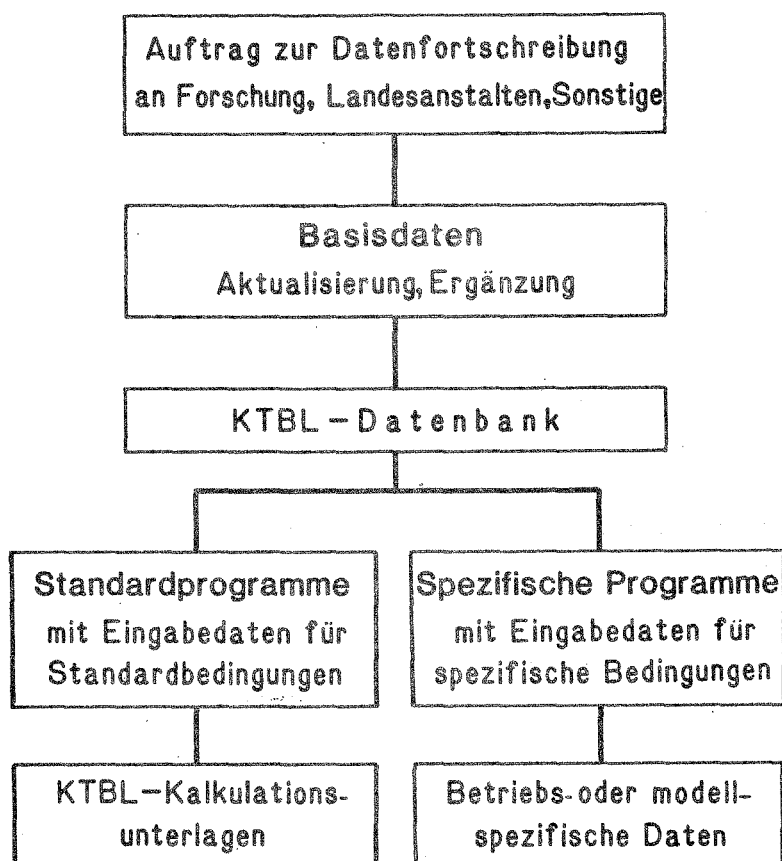 Auftrag zur Datenfortschreibung
an Forschung, Landesanstalten,Sonstige
Basisdaten
Aktualisierung, Ergänzung
KTBL-Datenbank
Standardprogramme
mit Eingabedaten für
Standardbedingungen
Spezifische Programme
mit Eingabedaten für
spezifische Bedingungen
KTBL-Kalkulations-
unterlagen
Betriebs-oder modell-
spezifische Daten